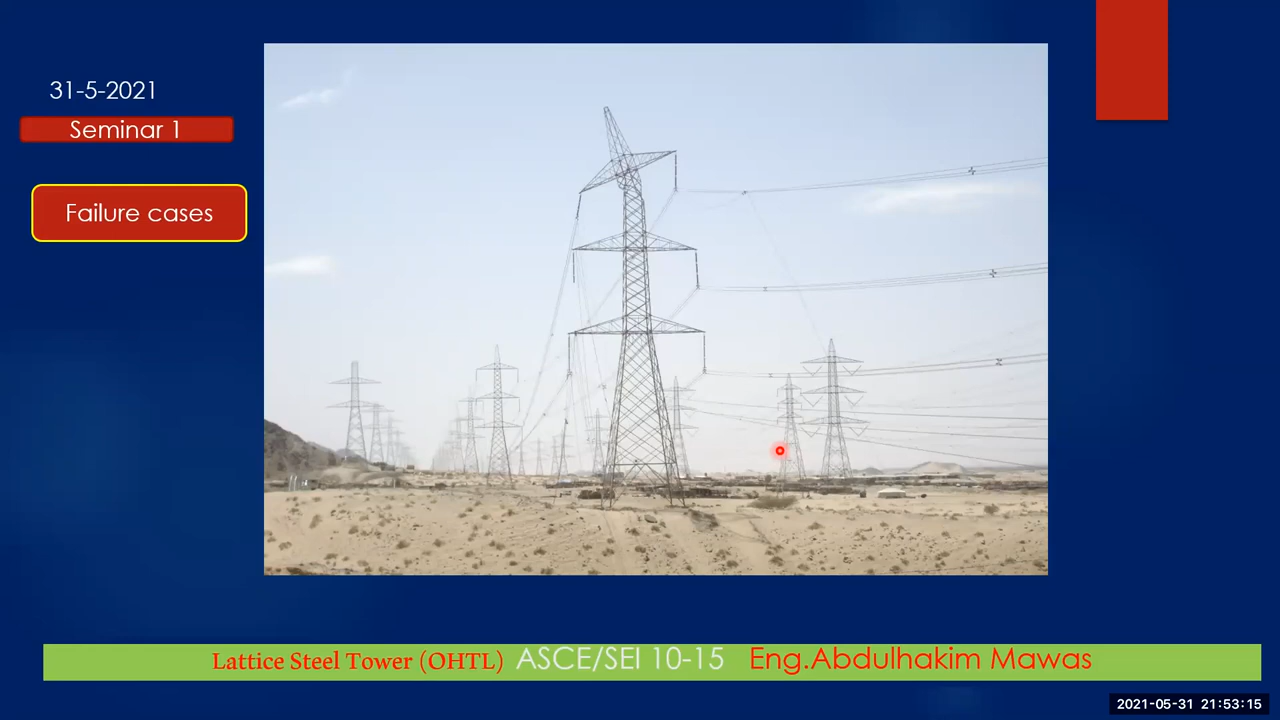 31-5-2021
Seminar 1
Failure cases
Lattice Steel Tower (OHTL) ASCE/SEI 10-15 Eng.Abdulhakim Mawas
2021-05-31 21:53:15